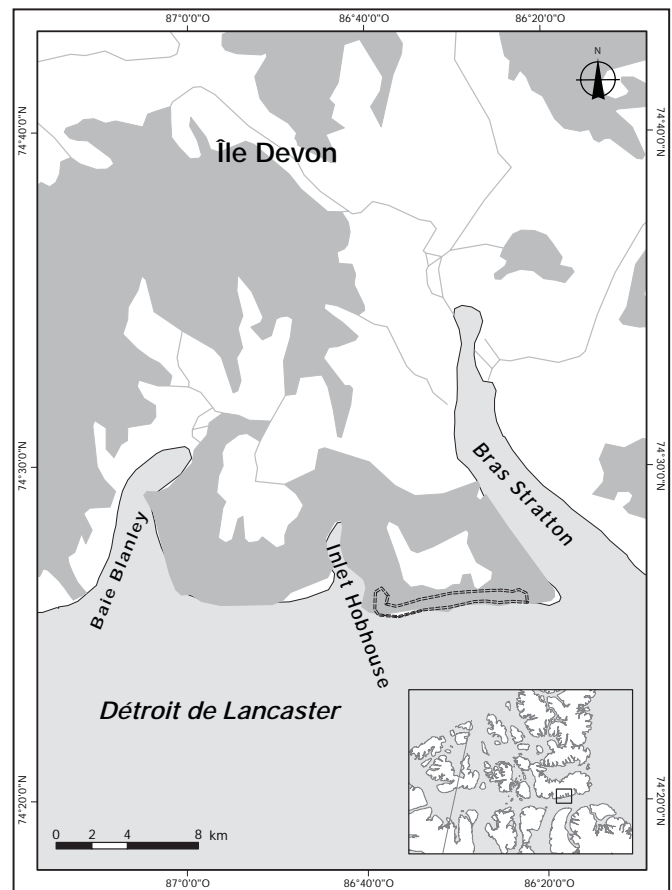 87°0'0"O
86°40'0"O
86°20'0"O
N
74°40'0"N
74°40'0"N
Île Devon
74°30'0"N
74°30'0"N
Bras Stratton
Baie Blanley
Inlet Hobhouse
Détroit de Lancaster
74°20'0"N
74°20'0"N
0 2 4 8 km
87°0'0"O
86°40'0"O
86°20'0"O